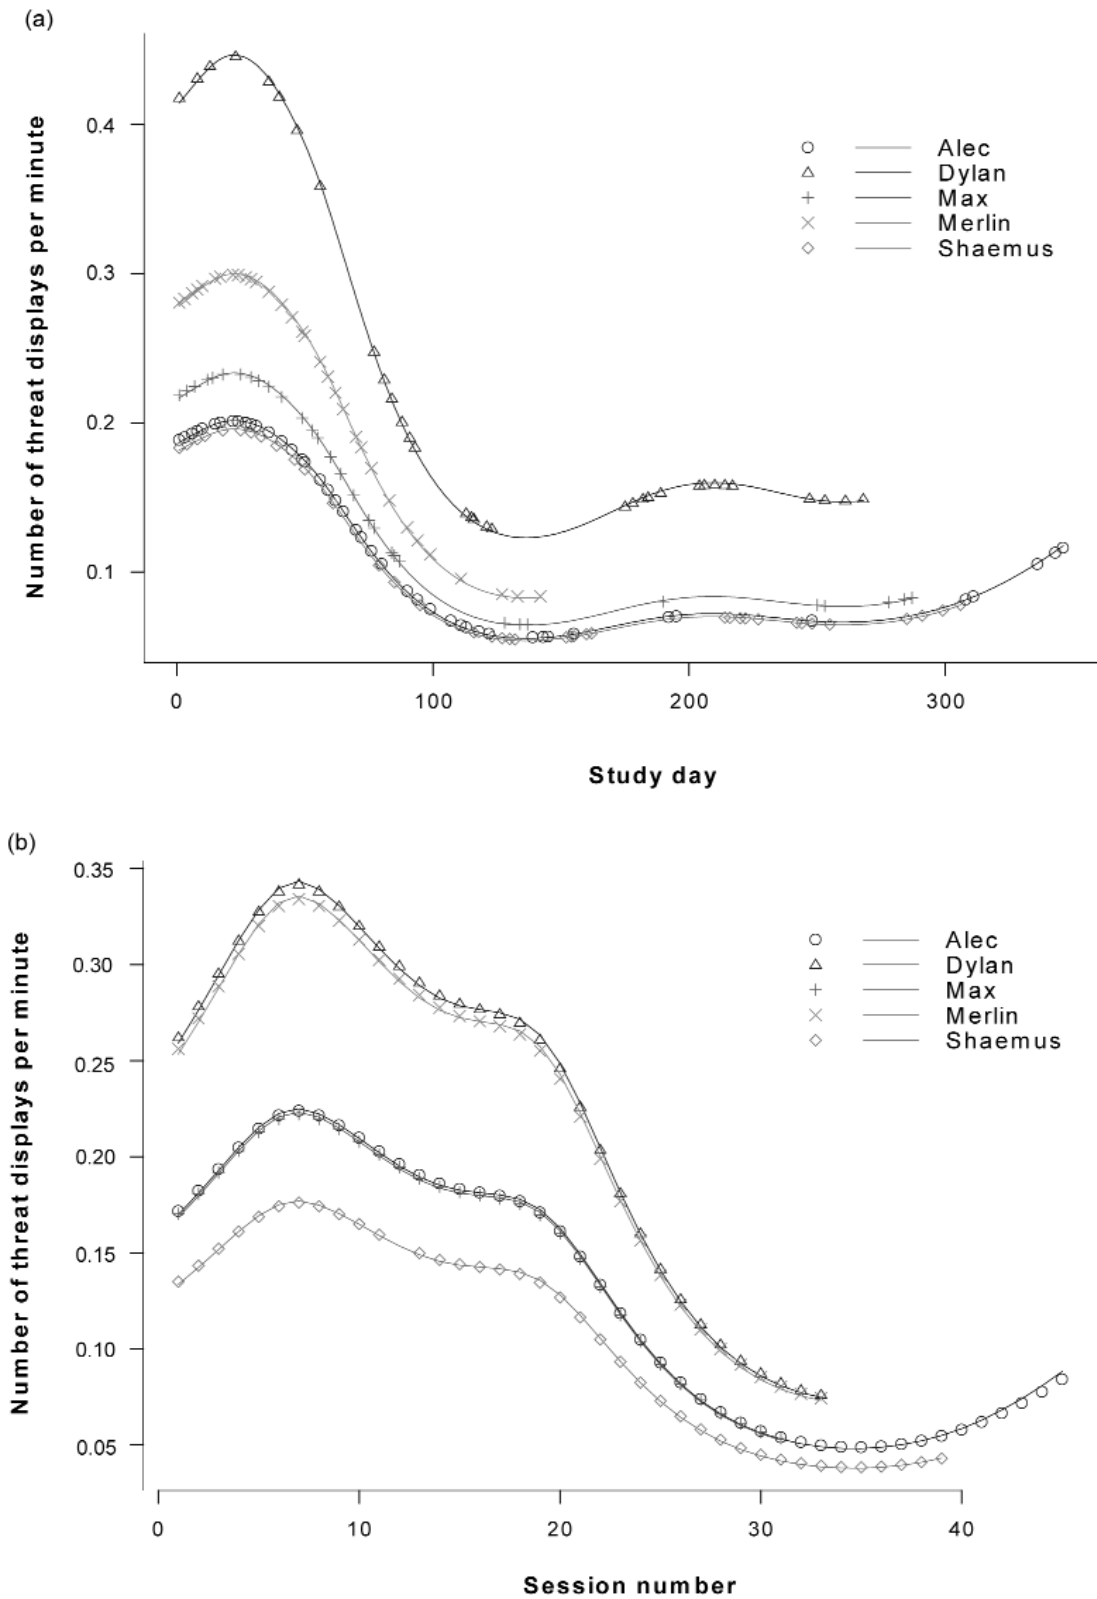 (a)
Number of threat displays per minute
0.4
0.3
0.2
0.1
0 100 200 300
Study day
Alec
Dylan
Max
Merlin
Shaemus
(b)
Number of threat displays per minute
0.35
0.30
0.25
0.20
0.15
0.10
0.05
0 10 20 30 40
Session number
Alec
Dylan
Max
Merlin
Shaemus